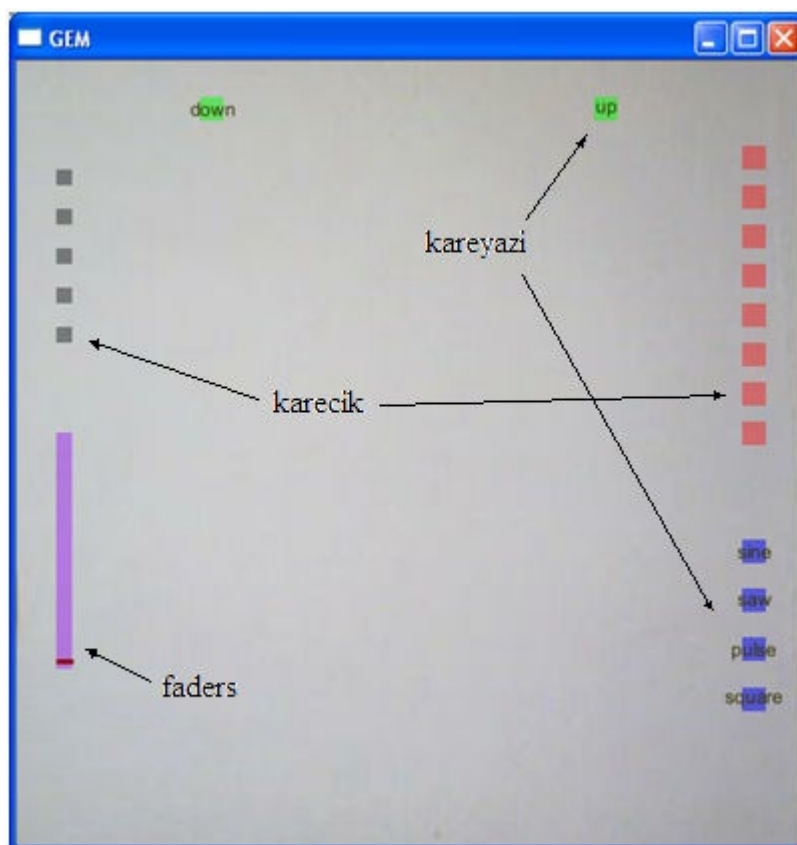 GEM
down
up
kareyazi
karecik
sine
saw
pulse
faders
square